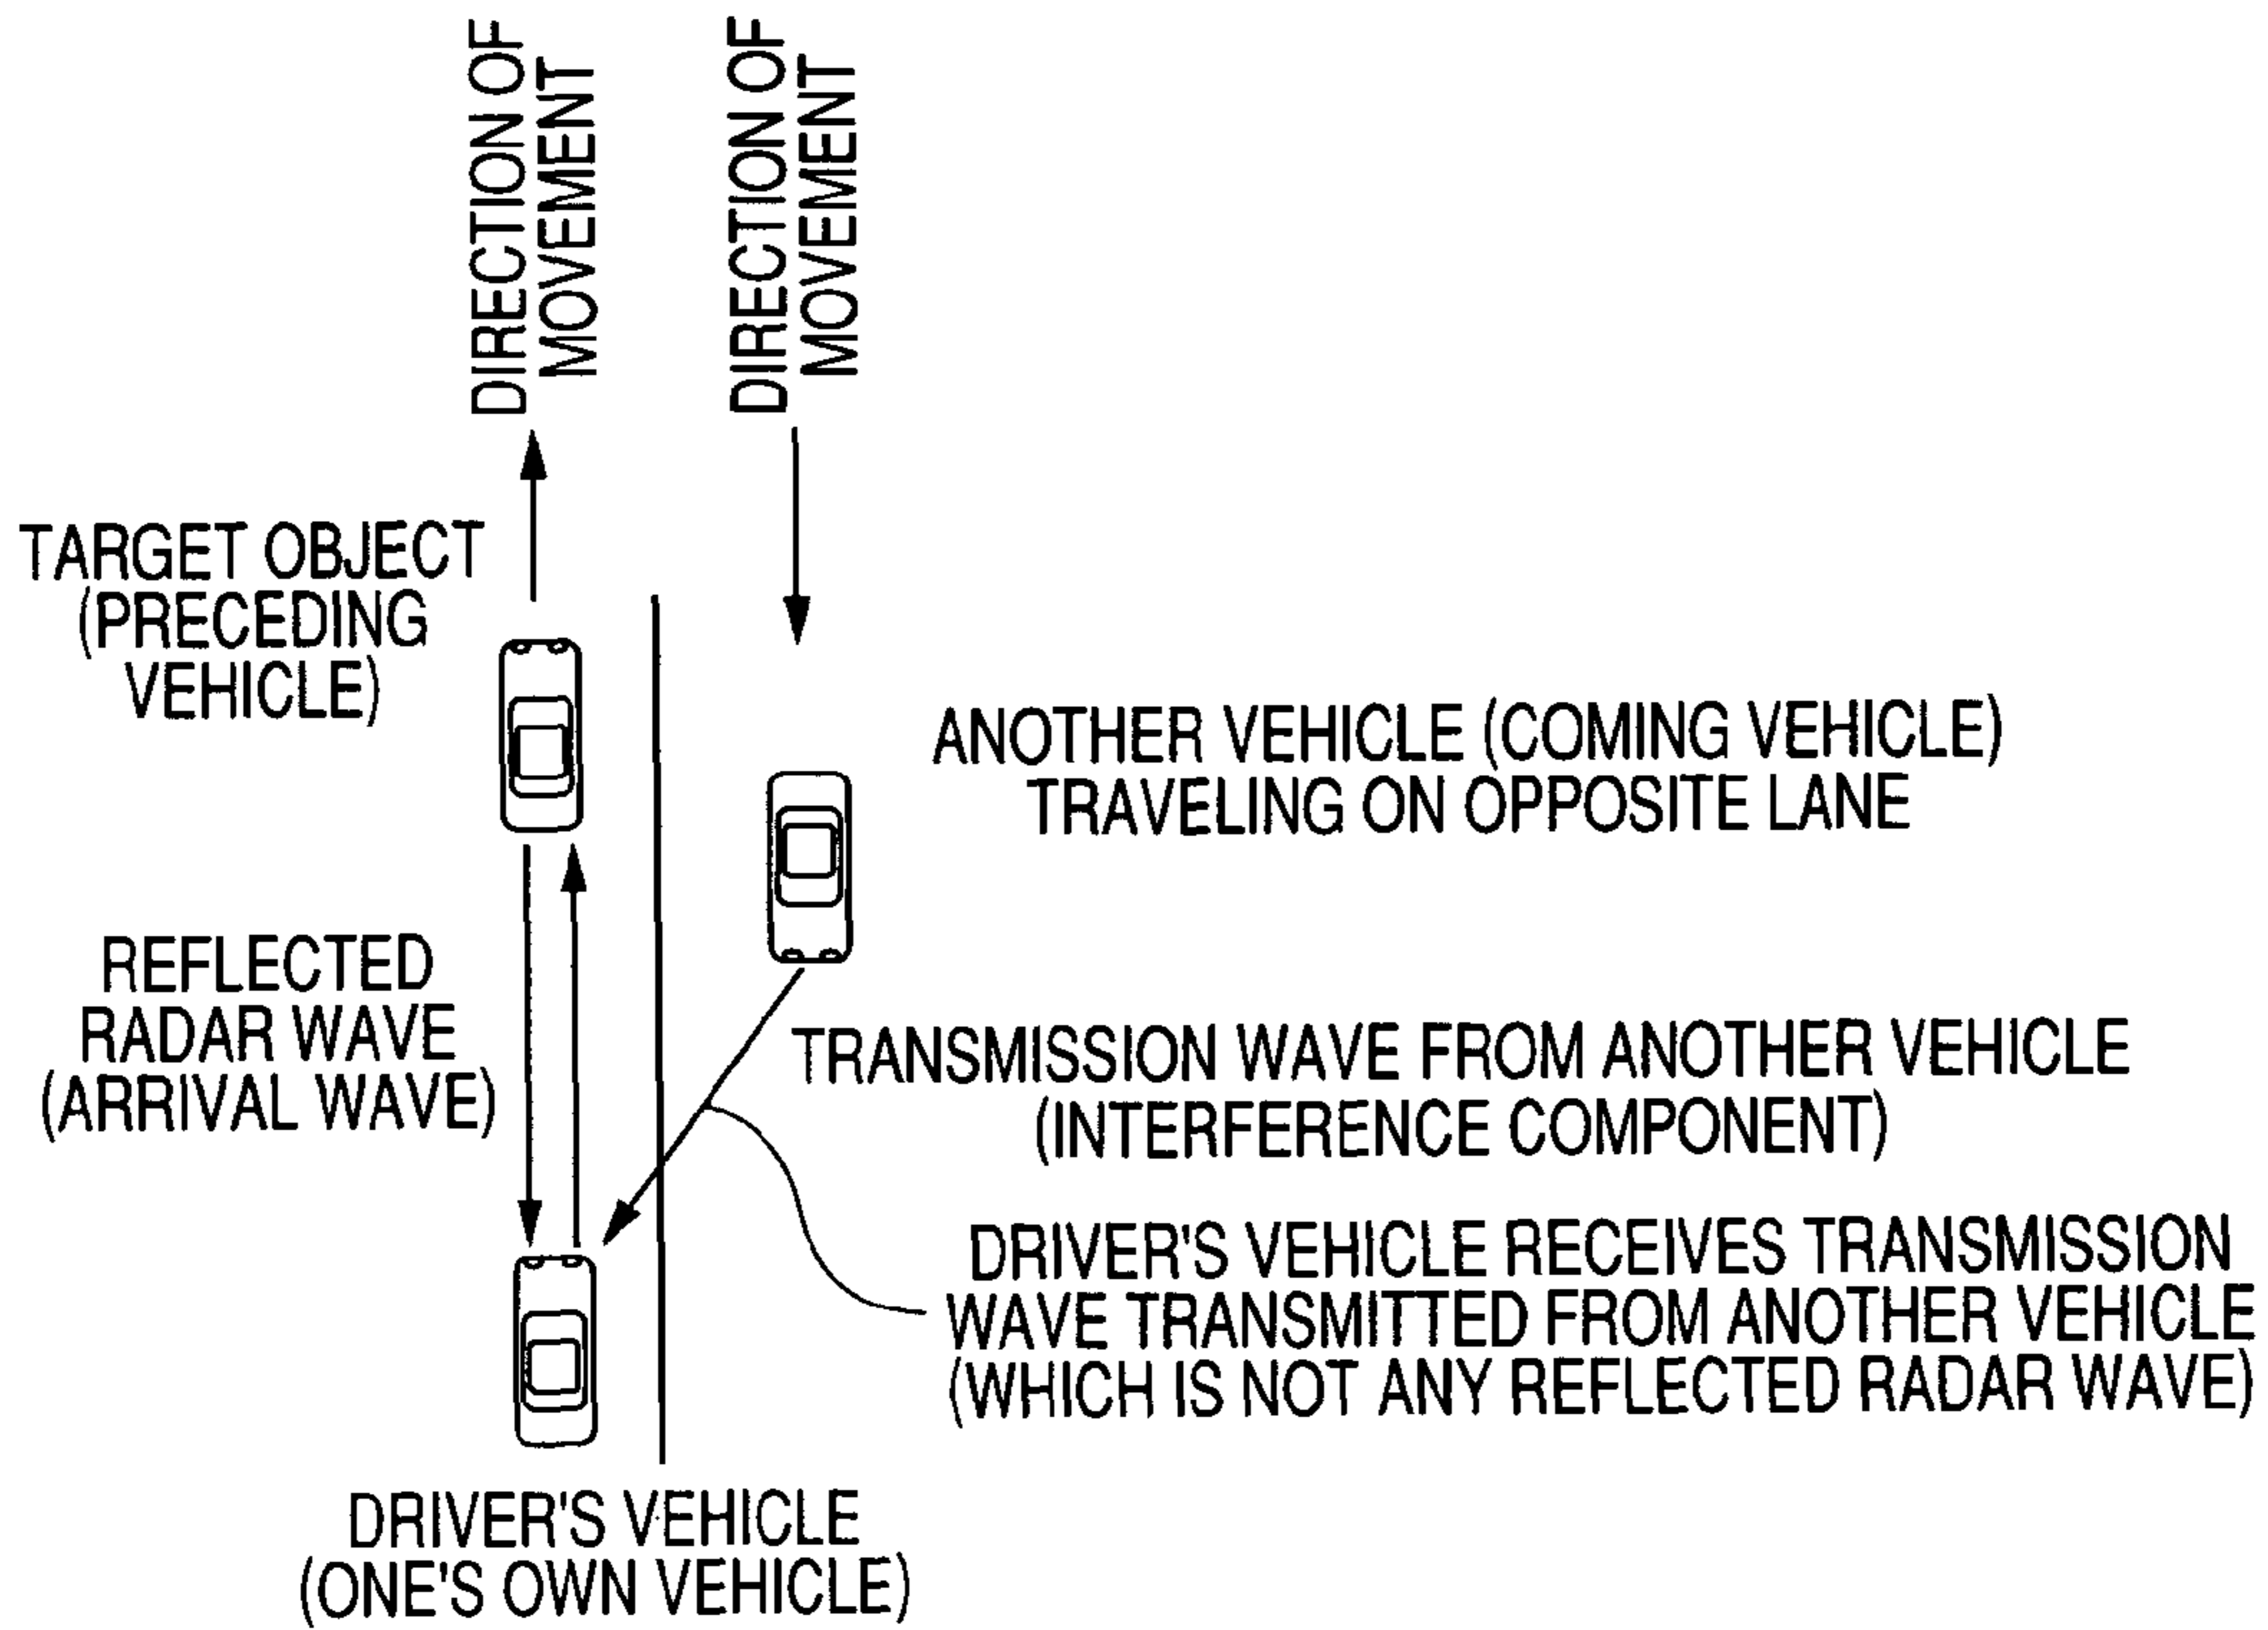 DIRECTION OF
MOVEMENT
DIRECTION OF
MOVEMENT
TARGET OBJECT
(PRECEDING
VEHICLE)
ANOTHER VEHICLE (COMING VEHICLE)
TRAVELING ON OPPOSITE LANE
REFLECTED
RADAR WAVE
(ARRIVAL WAVE)
TRANSMISSION WAVE FROM ANOTHER VEHICLE
(INTERFERENCE COMPONENT)
DRIVER'S VEHICLE RECEIVES TRANSMISSION
WAVE TRANSMITTED FROM ANOTHER VEHICLE
(WHICH IS NOT ANY REFLECTED RADAR WAVE)
DRIVER'S VEHICLE
(ONE'S OWN VEHICLE)